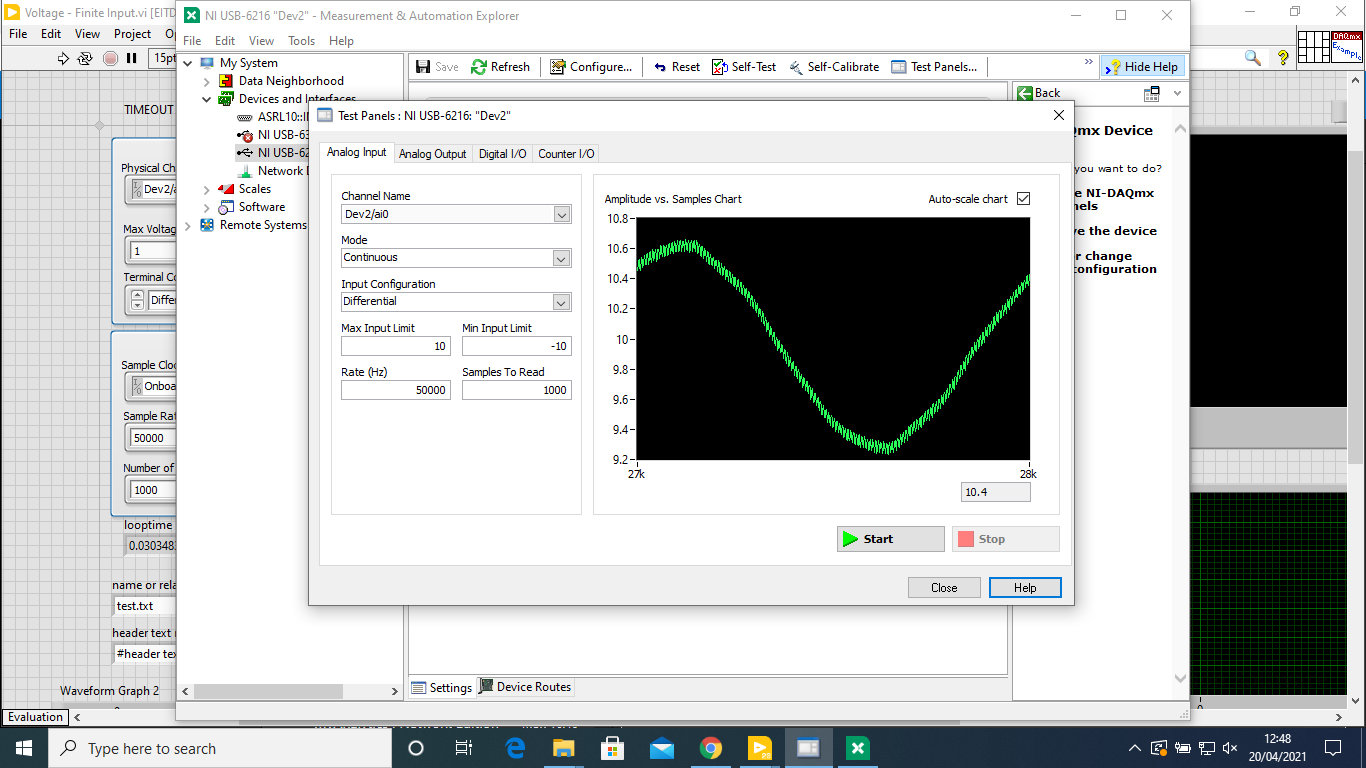 Voltage - Finite Input.vi [EITD
File Edit View Project Op
15pt
TIMEOUT
Physical Ch
Dev2/a
Max Voltag
1
Terminal Co
Differ
Sample Cloc
Onboa
Sample Rat
50000
Number of
1000
looptime
0.030348
name or rela
test.txt
header text
#header tex
Waveform Graph 2
Evaluation
NI USB-6216 "Dev2" - Measurement & Automation Explorer
File Edit View Tools Help
My System
Data Neighborhood
Devices and Interfaces
ASRL10::IN
NI USB-63
NI USB-62
Network D
Scales
Software
Remote Systems
Save Refresh Configure... Reset Self-Test Self-Calibrate Test Panels... » Hide Help
Back
Qmx Device
you want to do?
e NI-DAQmx
nels
ve the device
or change
configuration
DAQmx
Example
Test Panels : NI USB-6216: "Dev2"
Analog Input Analog Output Digital I/O Counter I/O
Channel Name
Dev2/ai0
Mode
Continuous
Input Configuration
Differential
Max Input Limit Min Input Limit
10 -10
Rate (Hz) Samples To Read
50000 1000
Amplitude vs. Samples Chart Auto-scale chart
10.8
10.6
10.4
10.2
10
9.8
9.6
9.4
9.2
27k 28k
10.4
Start Stop
Close Help
Settings Device Routes
0
Type here to search
12:48
20/04/2021